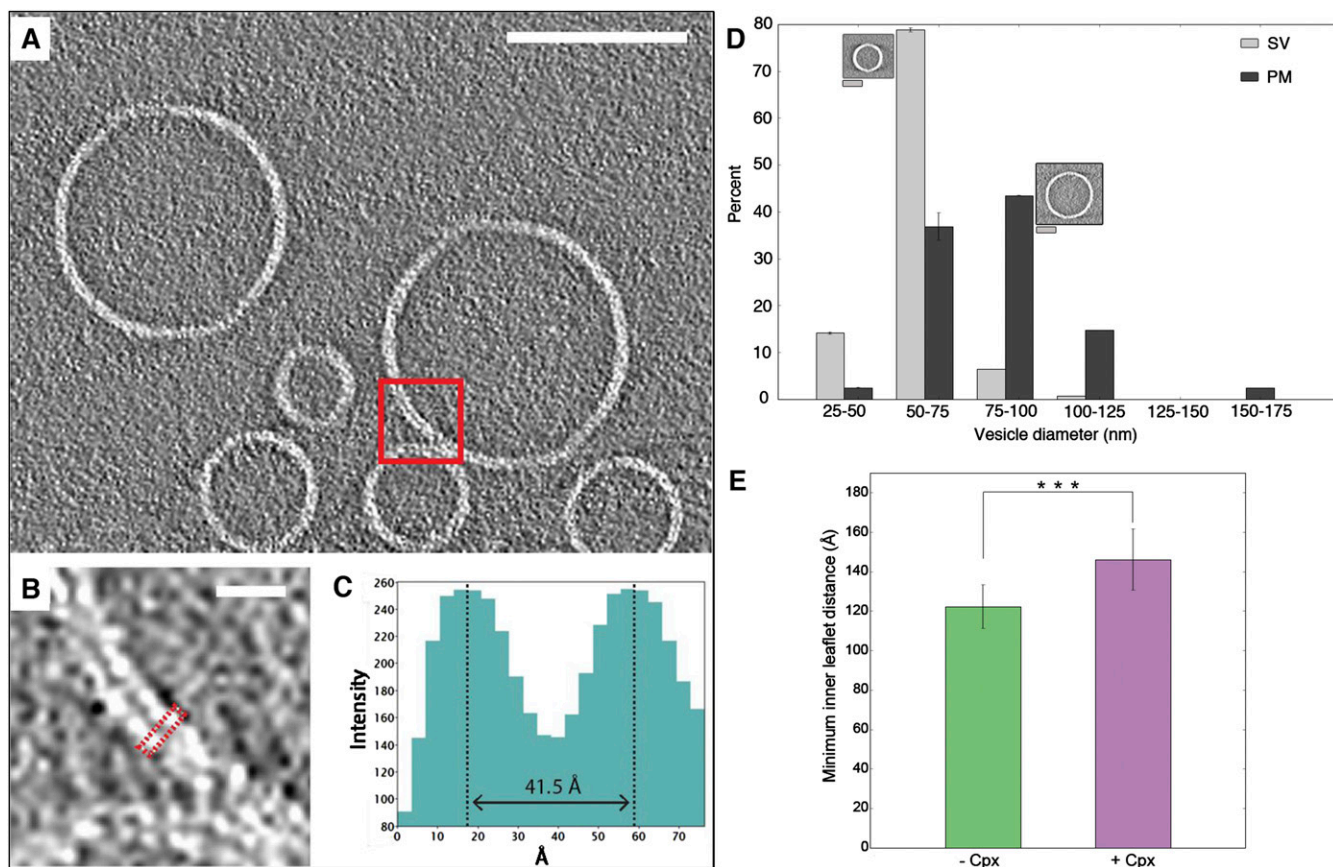 A
B
C
260
240
220
200
180
160
140
120
100
80
Intensity
41.5 Å
0 10 20 30 40 50 60 70
Å
D
80
70
60
50
40
30
20
10
0
Percent
SV
PM
25-50 50-75 75-100 100-125 125-150 150-175
Vesicle diameter (nm)
E
180
160
140
120
100
80
60
40
20
0
Minimum inner leaflet distance (Å)
* * *
- Cpx + Cpx